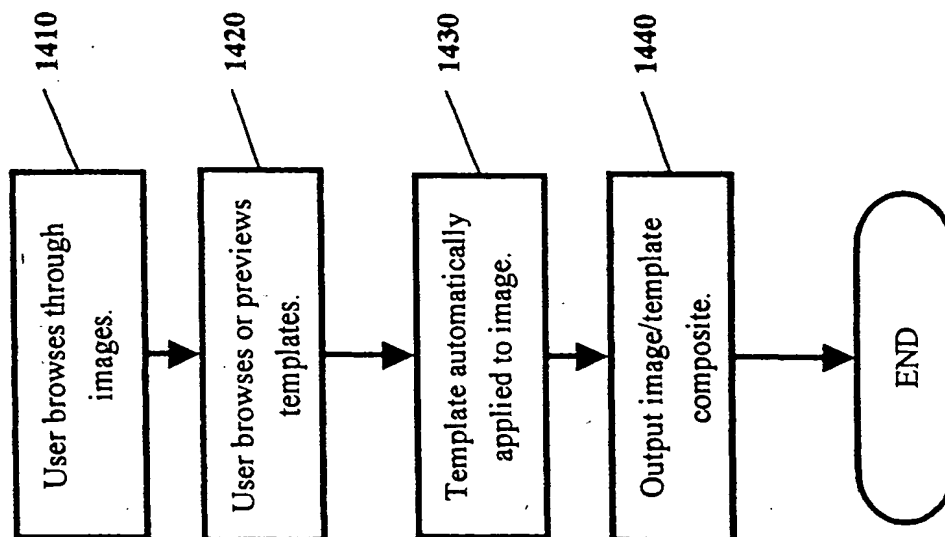 1410
User browses through
images.
1420
User browses or previews
templates.
1430
Template automatically
applied to image.
1440
Output image/template
composite.
END